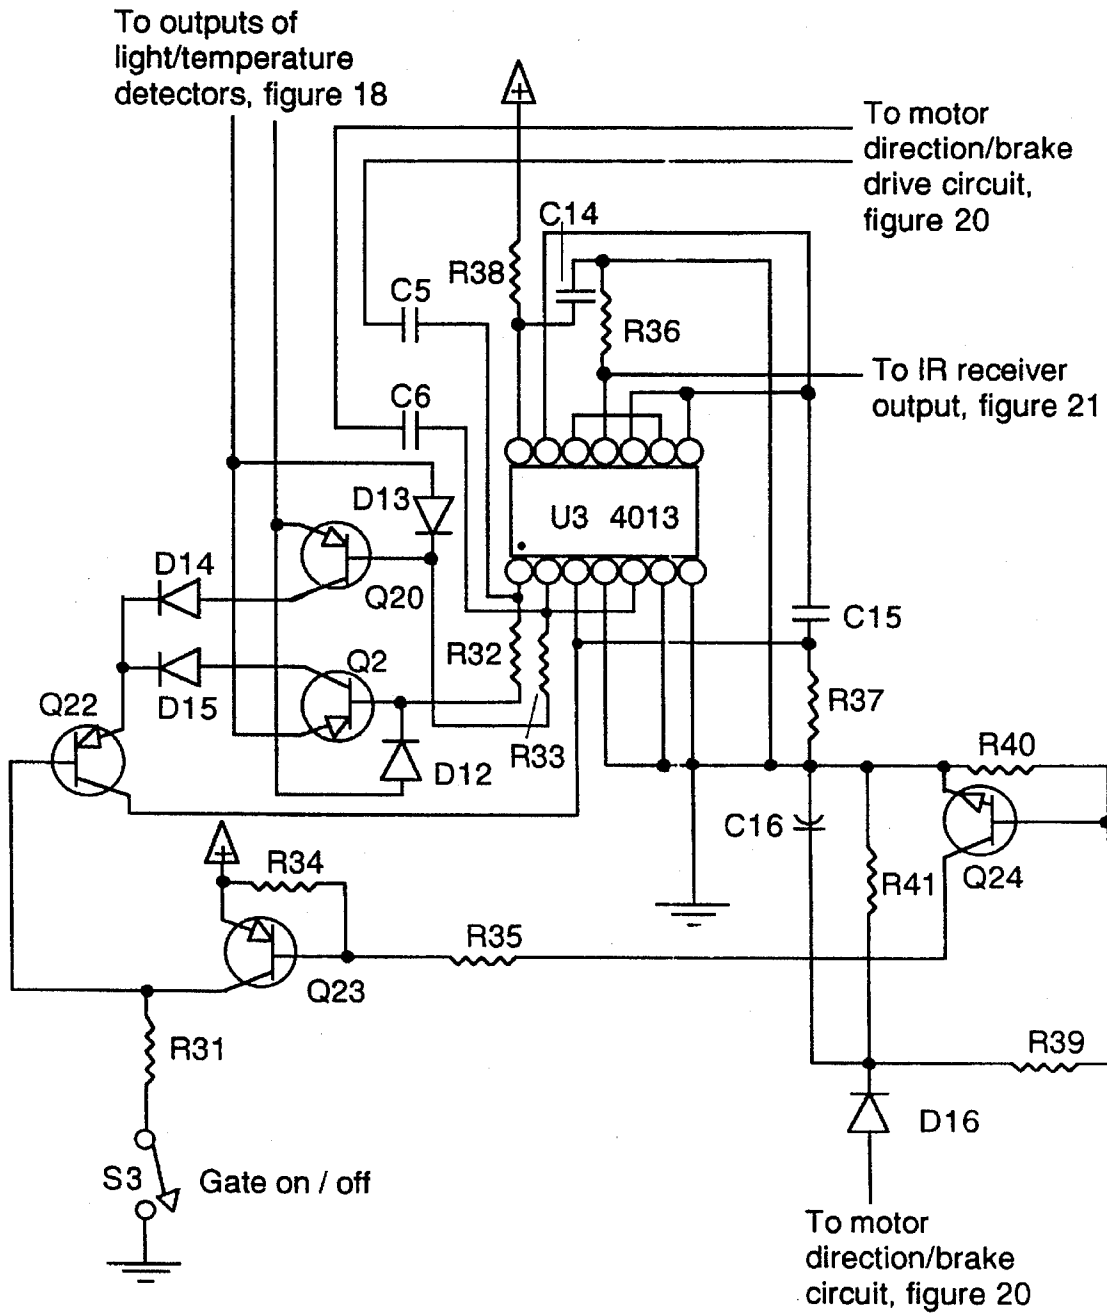 To outputs of
light/temperature
detectors, figure 18
To motor
direction/brake
drive circuit,
figure 20
C14
R38
C5
R36
To IR receiver
output, figure 21
C6
D13
U3 4013
D14
Q20
C15
R32
Q2
D15
R37
Q22
R33
D12
R40
C16
R34
R41
Q24
R35
Q23
R31
R39
D16
S3
Gate on / off
To motor
direction/brake
circuit, figure 20